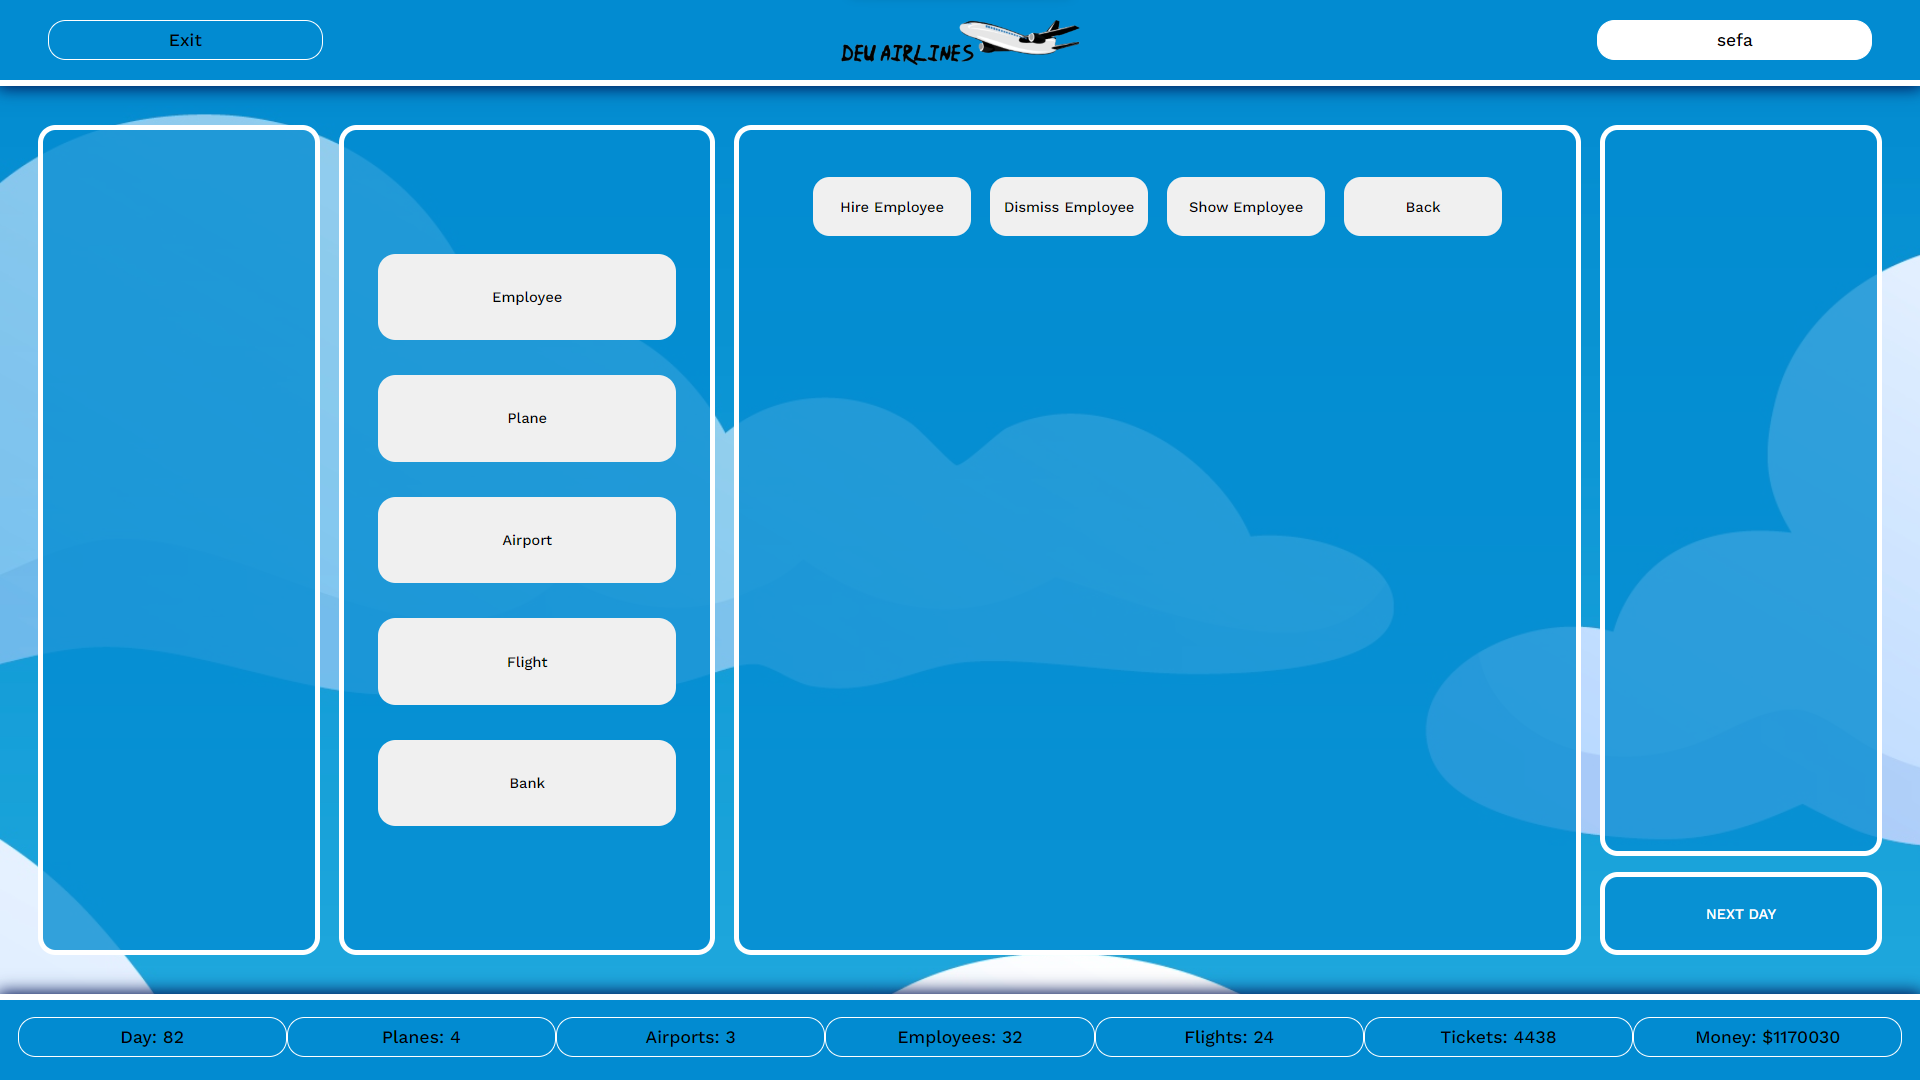 Exit
DEU AIRLINES
sefa
Hire Employee
Dismiss Employee
Show Employee
Back
Employee
Plane
Airport
Flight
Bank
NEXT DAY
Day: 82
Planes: 4
Airports: 3
Employees: 32
Flights: 24
Tickets: 4438
Money: $1170030